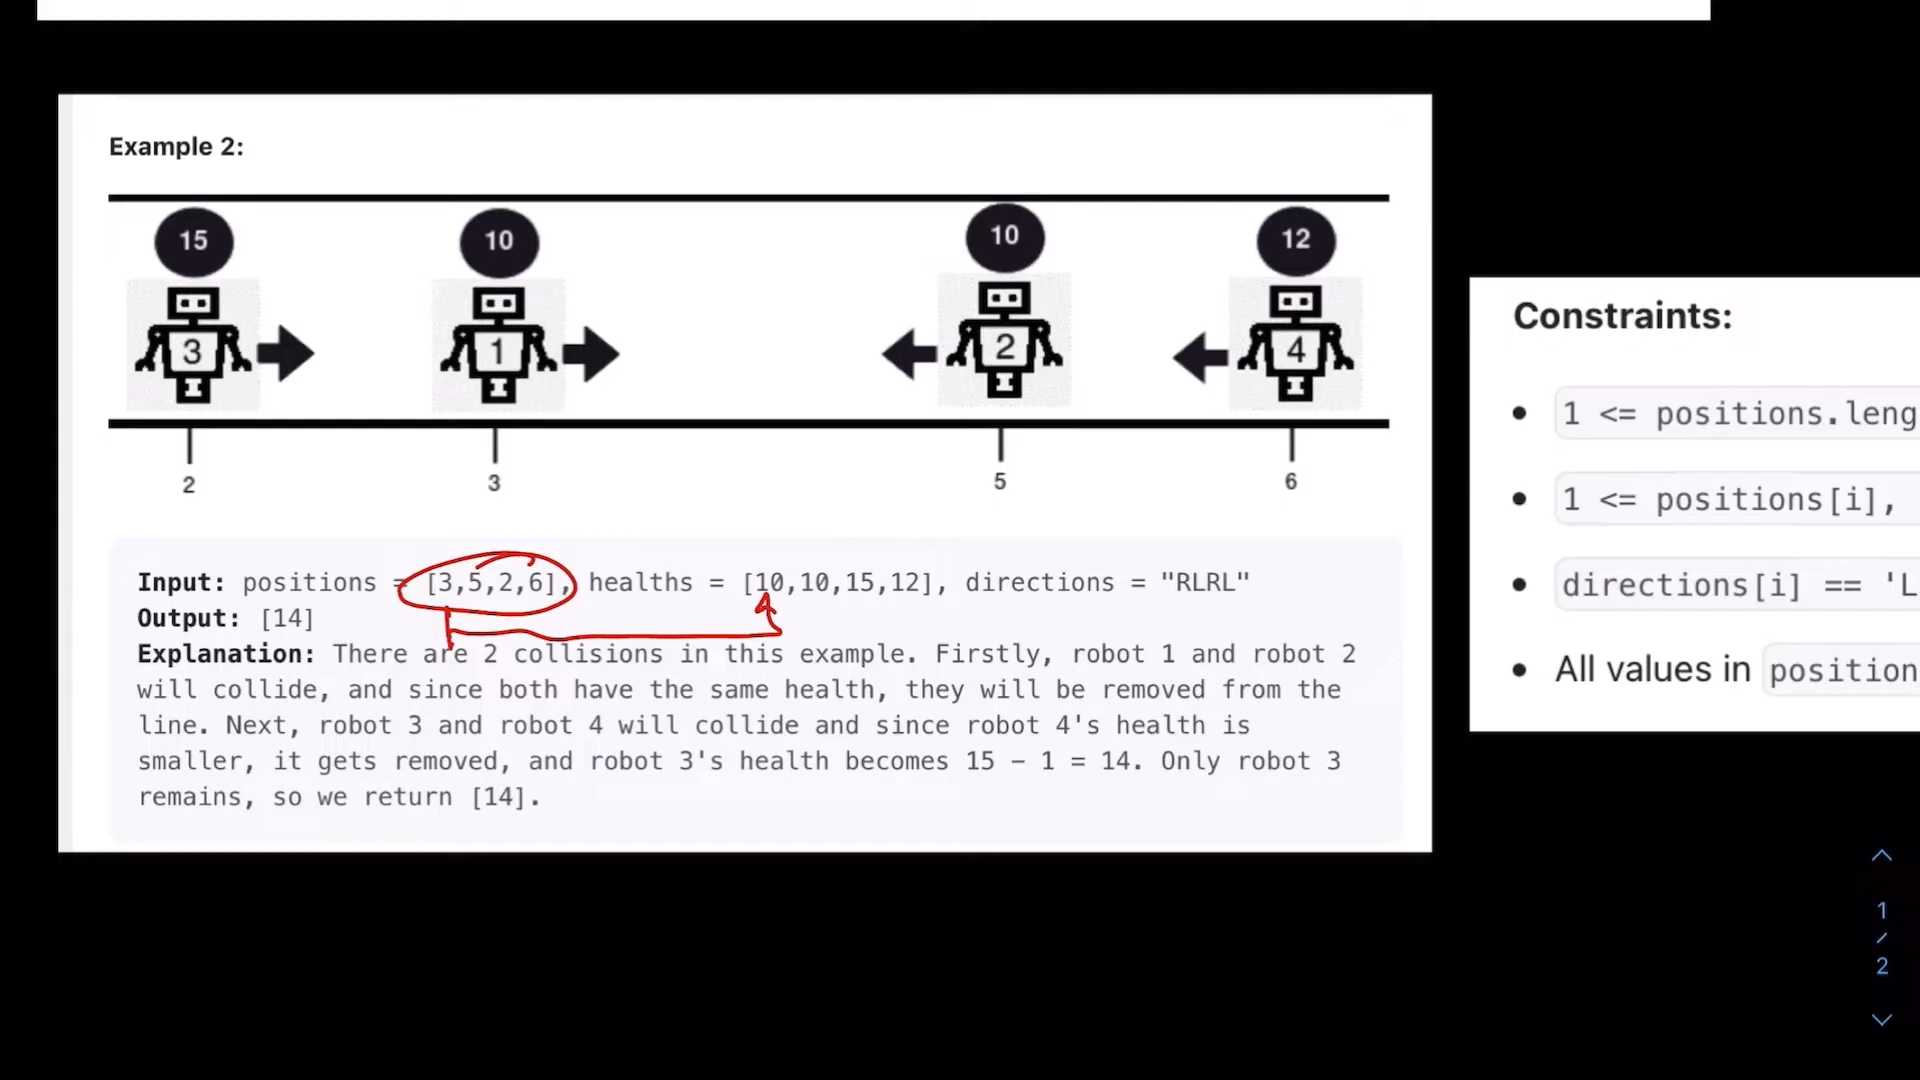 Example 2:
15 10 10 12
3 1 2 4
2 3 5 6
Input: positions = [3,5,2,6], healths = [10,10,15,12], directions = "RLRL"
Output: [14]
Explanation: There are 2 collisions in this example. Firstly, robot 1 and robot 2
will collide, and since both have the same health, they will be removed from the
line. Next, robot 3 and robot 4 will collide and since robot 4's health is
smaller, it gets removed, and robot 3's health becomes 15 − 1 = 14. Only robot 3
remains, so we return [14].
Constraints:
1 <= positions.leng
1 <= positions[i],
directions[i] == 'L
All values in position
1
/
2